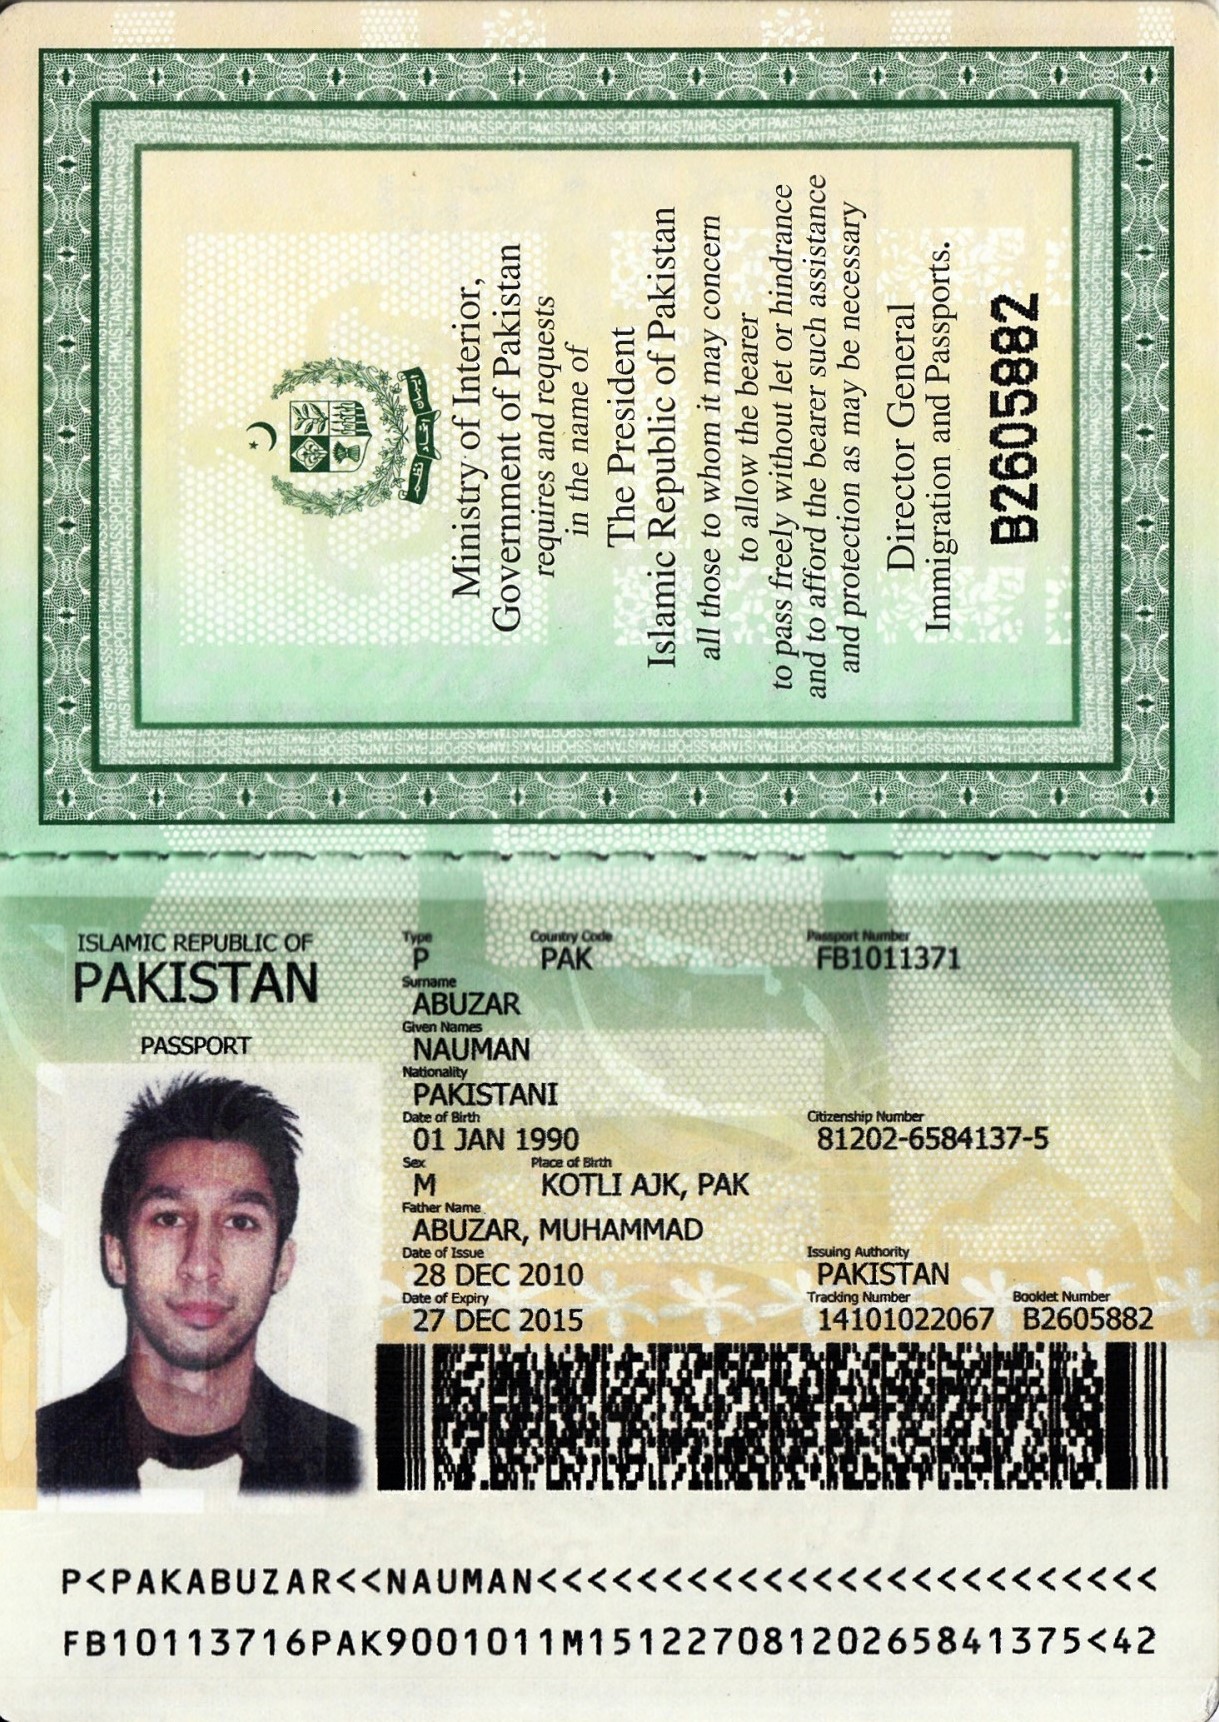 Ministry of Interior,
Government of Pakistan
requires and requests
in the name of
The President
Islamic Republic of Pakistan
all those to whom it may concern
to allow the bearer
to pass freely without let or hindrance
and to afford the bearer such assistance
and protection as may be necessary
Director General
Immigration and Passports.
B2605882
ISLAMIC REPUBLIC OF
PAKISTAN
PASSPORT
Type Country Code Passport Number
P PAK FB1011371
Surname
ABUZAR
Given Names
NAUMAN
Nationality
PAKISTANI
Date of Birth Citizenship Number
01 JAN 1990 81202-6584137-5
Sex Place of Birth
M KOTLI AJK, PAK
Father Name
ABUZAR, MUHAMMAD
Date of Issue Issuing Authority
28 DEC 2010 PAKISTAN
Date of Expiry Tracking Number Booklet Number
27 DEC 2015 14101022067 B2605882
P<PAKABUZAR<<NAUMAN<<<<<<<<<<<<<<<<<<<<<<<<<
FB10113716PAK9001011M15122708120265841375<42